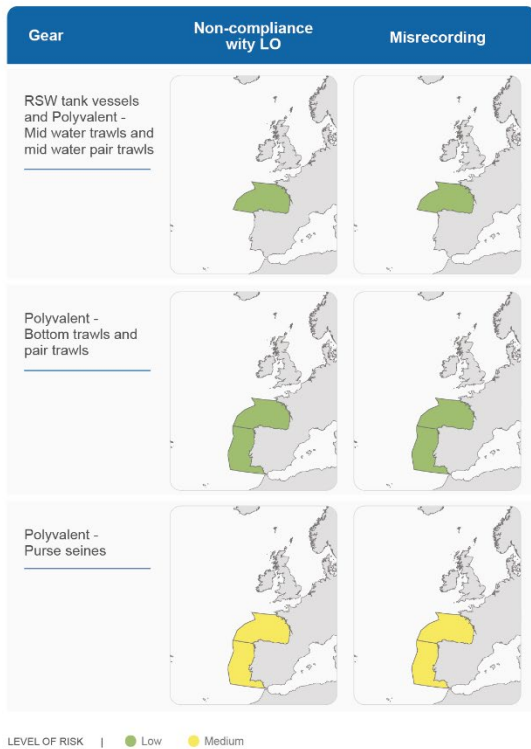 Gear
Non-compliance
wity LO
Misrecording
RSW tank vessels
and Polyvalent -
Mid water trawls and
mid water pair trawls
Polyvalent -
Bottom trawls and
pair trawls
Polyvalent -
Purse seines
LEVEL OF RISK | Low Medium